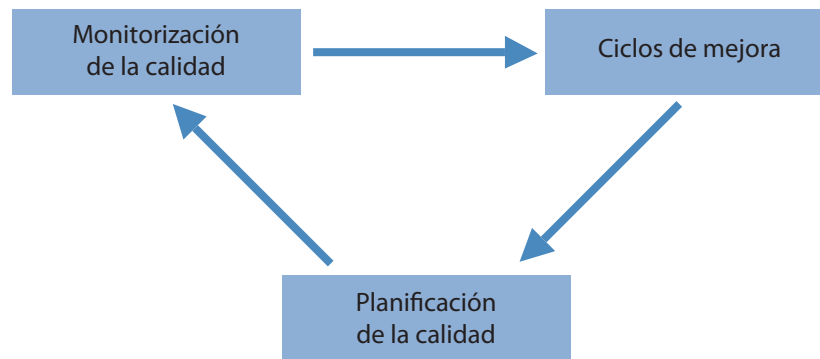 Monitorización
de la calidad
Ciclos de mejora
Planificación
de la calidad